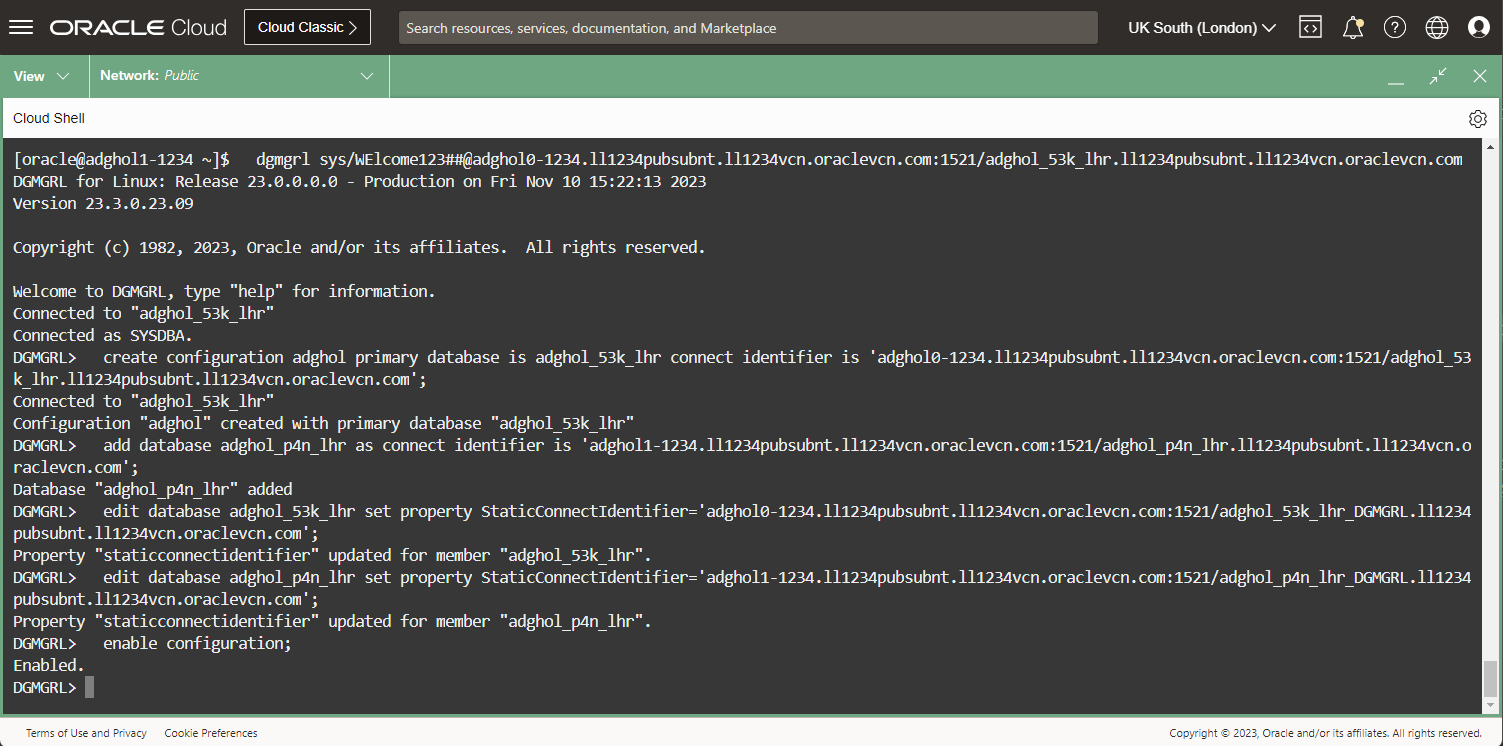 ORACLE Cloud Cloud Classic > Search resources, services, documentation, and Marketplace UK South (London)
View Network: Public
Cloud Shell
[oracle@adghol1-1234 ~]$   dgmgrl sys/WElcome123##@adghol0-1234.ll1234pubsubnt.ll1234vcn.oraclevcn.com:1521/adghol_53k_lhr.ll1234pubsubnt.ll1234vcn.oraclevcn.com
DGMGRL for Linux: Release 23.0.0.0.0 - Production on Fri Nov 10 15:22:13 2023
Version 23.3.0.23.09
Copyright (c) 1982, 2023, Oracle and/or its affiliates.  All rights reserved.
Welcome to DGMGRL, type "help" for information.
Connected to "adghol_53k_lhr"
Connected as SYSDBA.
DGMGRL>   create configuration adghol primary database is adghol_53k_lhr connect identifier is 'adghol0-1234.ll1234pubsubnt.ll1234vcn.oraclevcn.com:1521/adghol_53
k_lhr.ll1234pubsubnt.ll1234vcn.oraclevcn.com';
Connected to "adghol_53k_lhr"
Configuration "adghol" created with primary database "adghol_53k_lhr"
DGMGRL>   add database adghol_p4n_lhr as connect identifier is 'adghol1-1234.ll1234pubsubnt.ll1234vcn.oraclevcn.com:1521/adghol_p4n_lhr.ll1234pubsubnt.ll1234vcn.o
raclevcn.com';
Database "adghol_p4n_lhr" added
DGMGRL>   edit database adghol_53k_lhr set property StaticConnectIdentifier='adghol0-1234.ll1234pubsubnt.ll1234vcn.oraclevcn.com:1521/adghol_53k_lhr_DGMGRL.ll1234
pubsubnt.ll1234vcn.oraclevcn.com';
Property "staticconnectidentifier" updated for member "adghol_53k_lhr".
DGMGRL>   edit database adghol_p4n_lhr set property StaticConnectIdentifier='adghol1-1234.ll1234pubsubnt.ll1234vcn.oraclevcn.com:1521/adghol_p4n_lhr_DGMGRL.ll1234
pubsubnt.ll1234vcn.oraclevcn.com';
Property "staticconnectidentifier" updated for member "adghol_p4n_lhr".
DGMGRL>   enable configuration;
Enabled.
DGMGRL>
Terms of Use and Privacy Cookie Preferences Copyright © 2023, Oracle and/or its affiliates. All rights reserved.